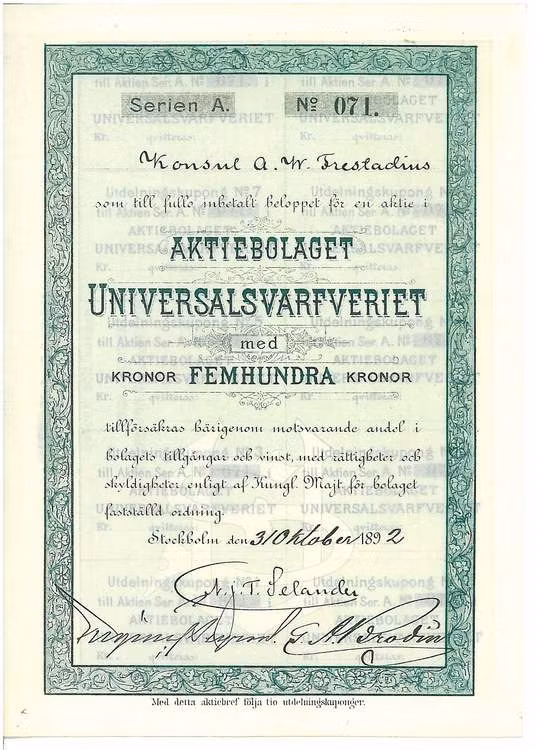 Serien A. No 071.
Konsul A. W. Frestadius
som till fullo inbetalt beloppet för en aktie i
AKTIEBOLAGET
UNIVERSALSVARFVERIET
med
KRONOR FEMHUNDRA KRONOR
tillförsäkras härigenom motsvarande andel i
bolagets tillgångar och vinst, med rättigheter och
skyldigheter enligt af Kungl. Majt för bolaget
fastställd ordning.
Stockholm den 31 Oktober 1892
N. J. T. Selander
Med detta aktiebref följa tio utdelningskuponger.